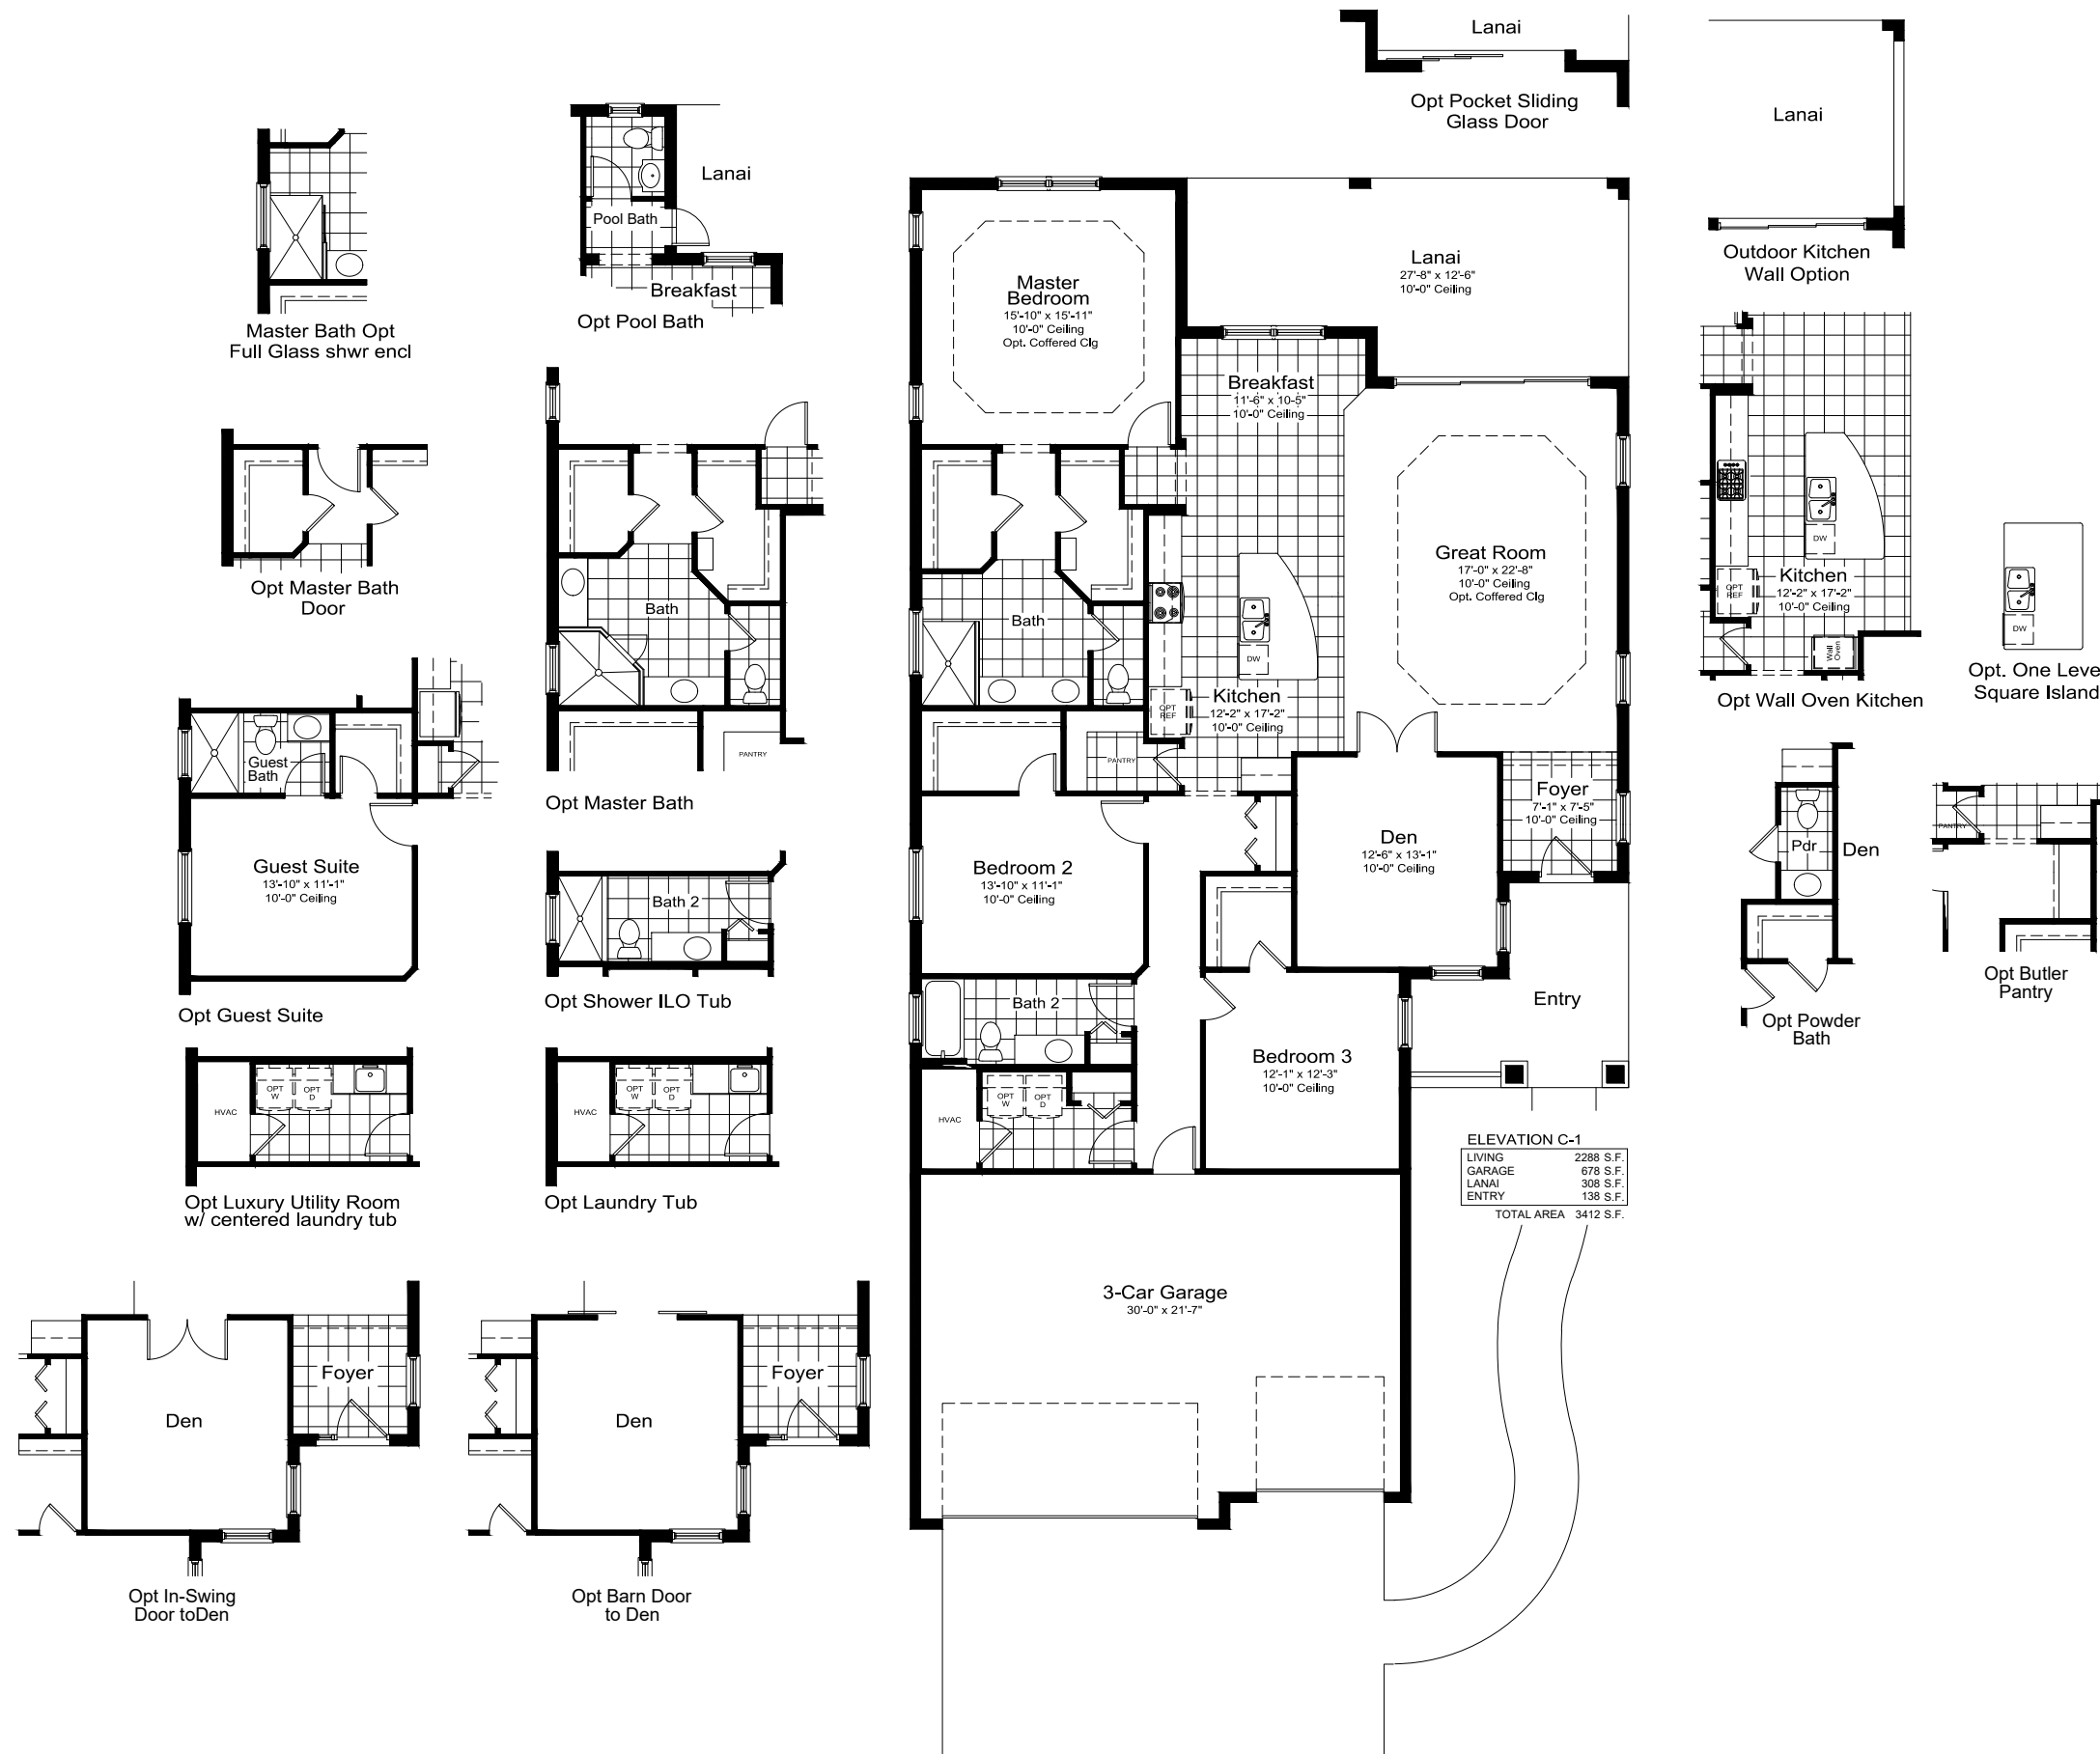 Lanai
Opt Pocket Sliding
Glass Door
Lanai
Outdoor Kitchen
Wall Option
Master Bath Opt
Full Glass shwr encl
Lanai
Pool Bath
Breakfast
Opt Pool Bath
Opt Master Bath
Door
Bath
PANTRY
Opt Master Bath
Guest
Bath
Guest Suite
13'-10" x 11'-1"
10'-0" Ceiling
Opt Guest Suite
Bath 2
Opt Shower ILO Tub
HVAC
OPT
W
OPT
D
Opt Luxury Utility Room
w/ centered laundry tub
HVAC
OPT
W
OPT
D
Opt Laundry Tub
Foyer
Den
Opt In-Swing
Door toDen
Foyer
Den
Opt Barn Door
to Den
Master
Bedroom
15'-10" x 15'-11"
10'-0" Ceiling
Opt. Coffered Clg
Lanai
27'-8" x 12'-6"
10'-0" Ceiling
Breakfast
11'-6" x 10-5"
10'-0" Ceiling
Great Room
17'-0" x 22'-8"
10'-0" Ceiling
Opt. Coffered Clg
Bath
DW
OPT
REF
Kitchen
12'-2" x 17'-2"
10'-0" Ceiling
PANTRY
Foyer
7'-1" x 7'-5"
10'-0" Ceiling
Den
12'-6" x 13'-1"
10'-0" Ceiling
Bedroom 2
13'-10" x 11'-1"
10'-0" Ceiling
Bath 2
Entry
Bedroom 3
12'-1" x 12'-3"
10'-0" Ceiling
HVAC
OPT
W
OPT
D
3-Car Garage
30'-0" x 21'-7"
ELEVATION C-1
LIVING 2288 S.F.
GARAGE 678 S.F.
LANAI 308 S.F.
ENTRY 138 S.F.
TOTAL AREA 3412 S.F.
DW
OPT
REF
Kitchen
12'-2" x 17'-2"
10'-0" Ceiling
Wall
Oven
Opt Wall Oven Kitchen
DW
Opt. One Leve
Square Island
Pdr
Den
Opt Powder
Bath
PANTRY
Opt Butler
Pantry